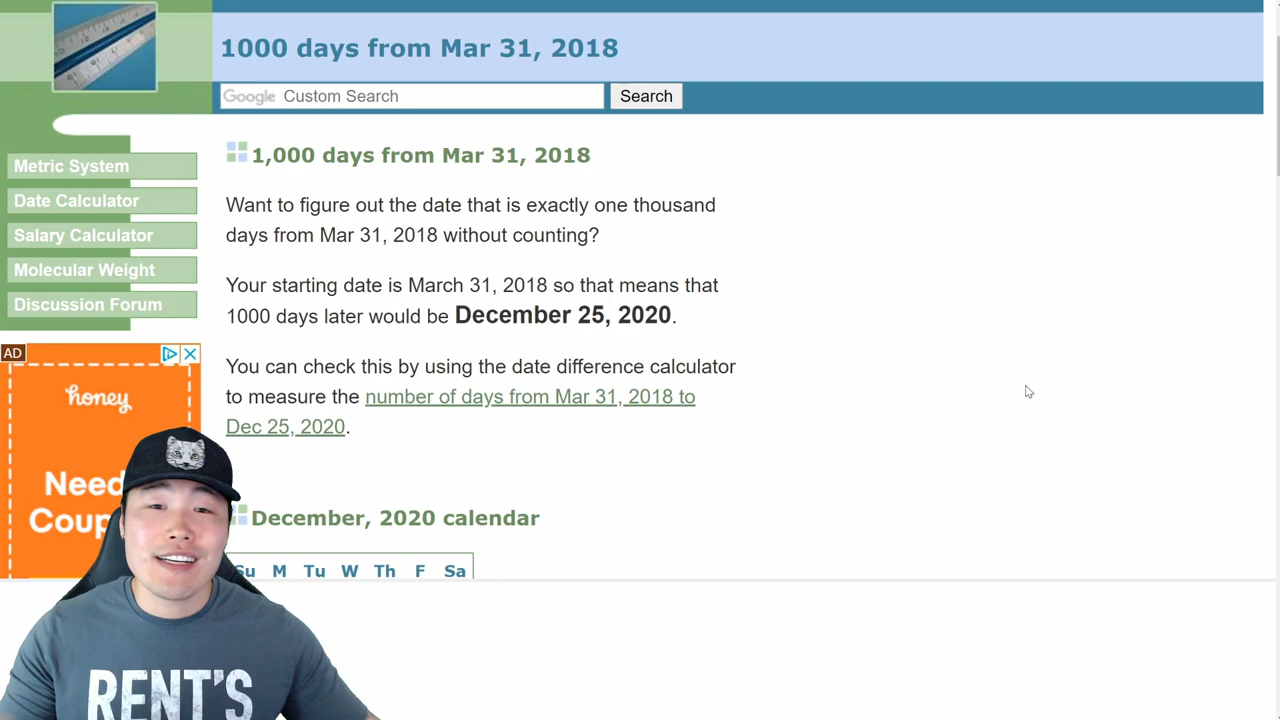 1000 days from Mar 31, 2018
Google Custom Search
Search
Metric System
Date Calculator
Salary Calculator
Molecular Weight
Discussion Forum
AD
honey
Need
Coup
1,000 days from Mar 31, 2018
Want to figure out the date that is exactly one thousand
days from Mar 31, 2018 without counting?
Your starting date is March 31, 2018 so that means that
1000 days later would be December 25, 2020.
You can check this by using the date difference calculator
to measure the number of days from Mar 31, 2018 to
Dec 25, 2020.
December, 2020 calendar
Su M Tu W Th F Sa
RENT'S